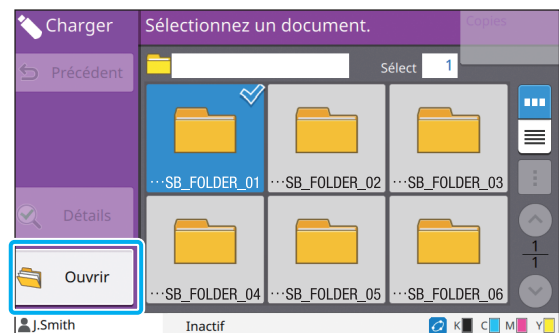 Charger
Sélectionnez un document.
Copies
Précédent
Sélect 1
···SB_FOLDER_01
···SB_FOLDER_02
···SB_FOLDER_03
Détails
Ouvrir
1
1
···SB_FOLDER_04
···SB_FOLDER_05
···SB_FOLDER_06
J.Smith
Inactif
K C M Y